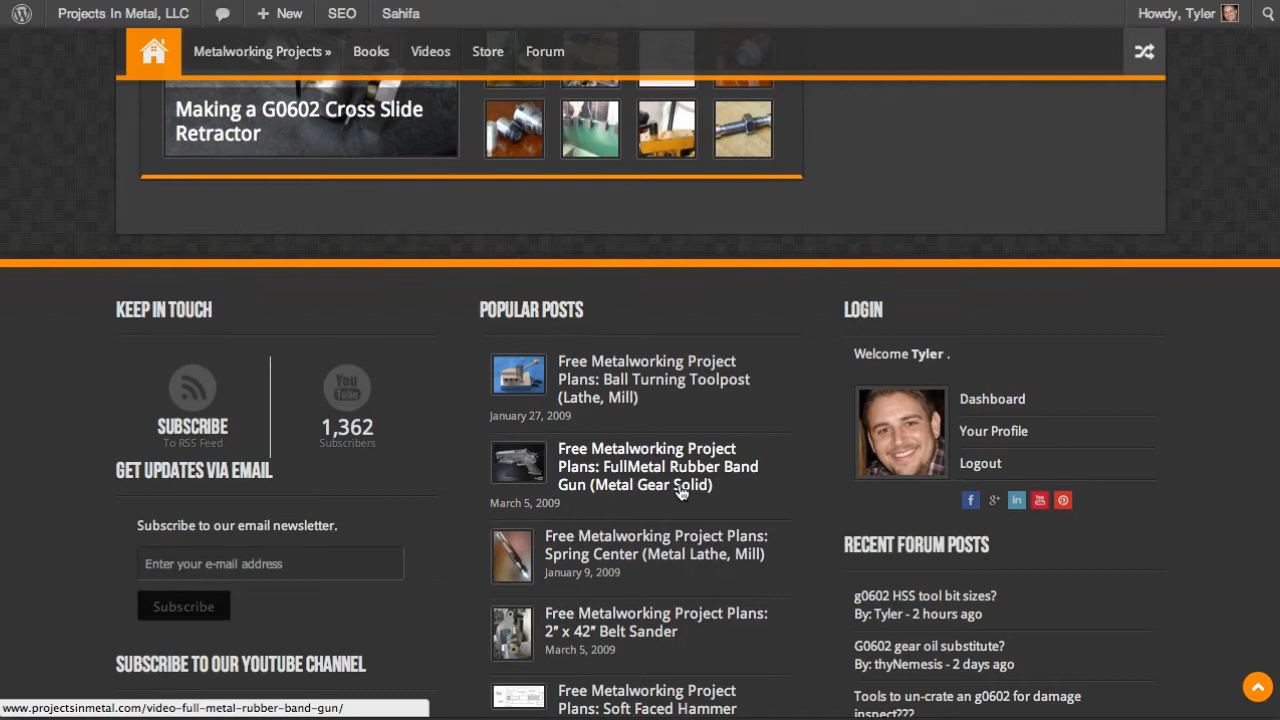 Projects In Metal, LLC
New
SEO
Sahifa
Howdy, Tyler
Metalworking Projects »
Books
Videos
Store
Forum
Making a G0602 Cross Slide
Retractor
KEEP IN TOUCH
SUBSCRIBE
To RSS Feed
You
Tube
1,362
Subscribers
GET UPDATES VIA EMAIL
Subscribe to our email newsletter.
Enter your e-mail address
Subscribe
SUBSCRIBE TO OUR YOUTUBE CHANNEL
POPULAR POSTS
Free Metalworking Project
Plans: Ball Turning Toolpost
(Lathe, Mill)
January 27, 2009
Free Metalworking Project
Plans: FullMetal Rubber Band
Gun (Metal Gear Solid)
March 5, 2009
Free Metalworking Project Plans:
Spring Center (Metal Lathe, Mill)
January 9, 2009
Free Metalworking Project Plans:
2” x 42” Belt Sander
March 5, 2009
Free Metalworking Project
Plans: Soft Faced Hammer
LOGIN
Welcome Tyler .
Dashboard
Your Profile
Logout
RECENT FORUM POSTS
g0602 HSS tool bit sizes?
By: Tyler - 2 hours ago
G0602 gear oil substitute?
By: thyNemesis - 2 days ago
Tools to un-crate an g0602 for damage
inspect???
www.projectsinmetal.com/video-full-metal-rubber-band-gun/